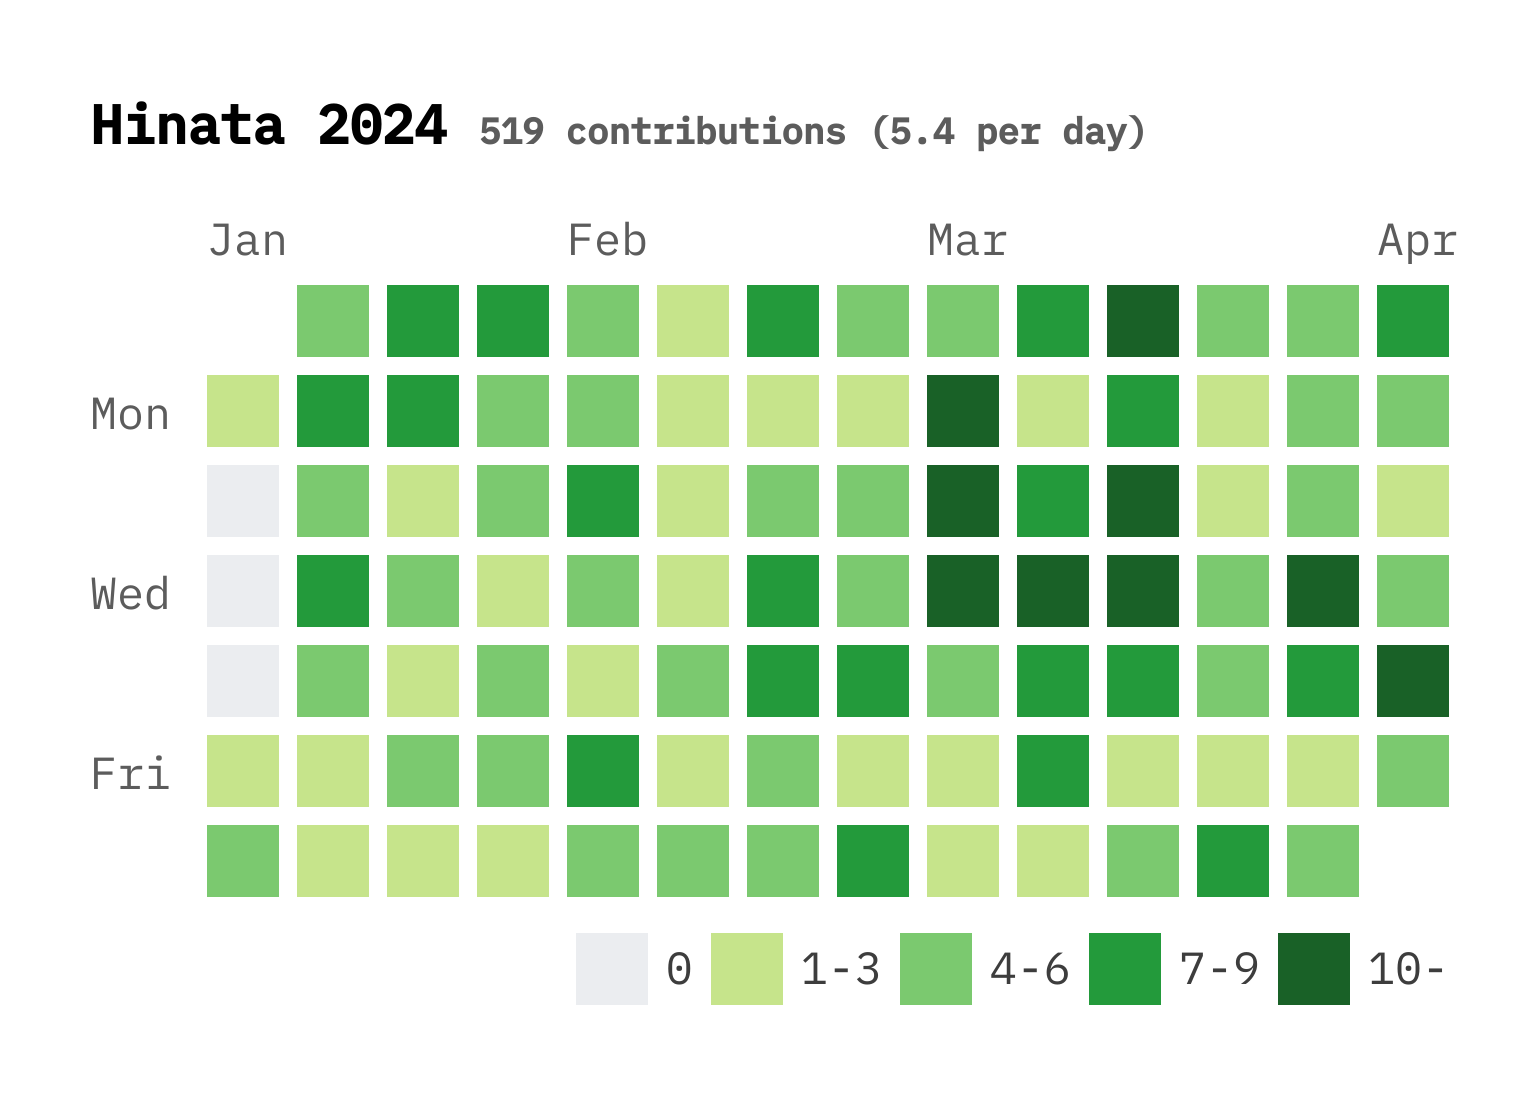 Hinata 2024 519 contributions (5.4 per day)
Jan Feb Mar Apr
Mon
Wed
Fri
0 1-3 4-6 7-9 10-